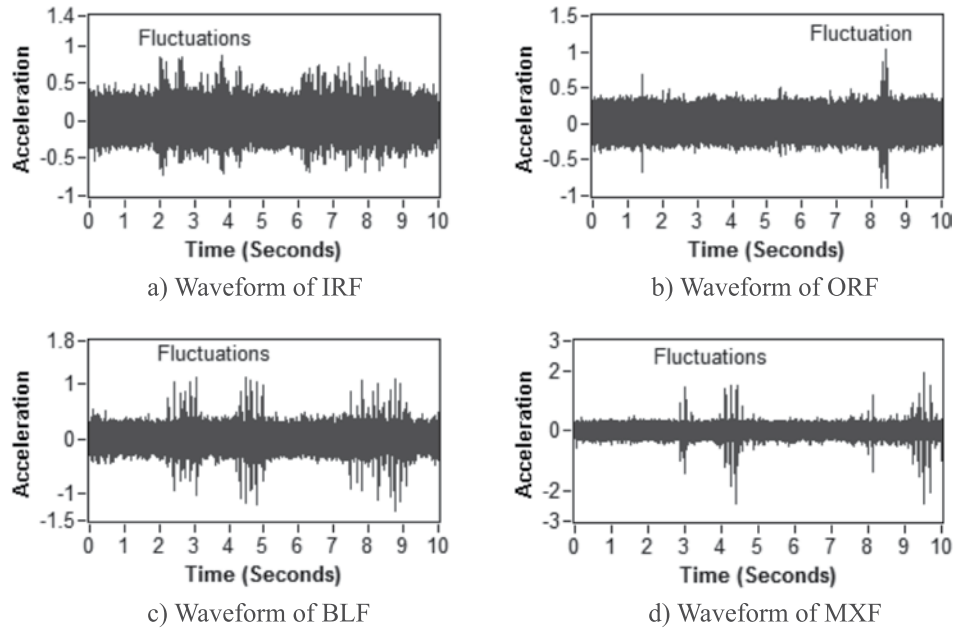 1.4
1
0.5
0
-0.5
-1
Acceleration
Fluctuations
0 1 2 3 4 5 6 7 8 9 10
Time (Seconds)
a) Waveform of IRF
1.5
1
0.5
0
-0.5
-1
Acceleration
Fluctuation
0 1 2 3 4 5 6 7 8 9 10
Time (Seconds)
b) Waveform of ORF
1.8
1
0
-1
-1.5
Acceleration
Fluctuations
0 1 2 3 4 5 6 7 8 9 10
Time (Seconds)
c) Waveform of BLF
3
2
0
-2
-3
Acceleration
Fluctuations
0 1 2 3 4 5 6 7 8 9 10
Time (Seconds)
d) Waveform of MXF